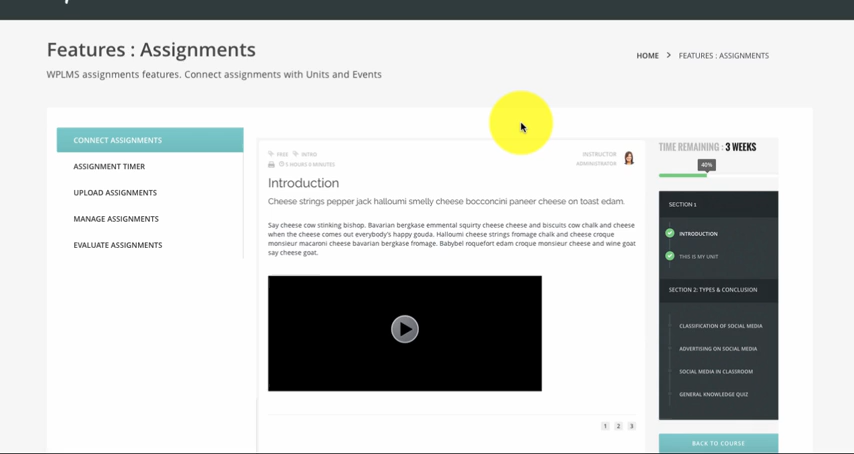 Features : Assignments
WPLMS assignments features. Connect assignments with Units and Events
HOME > FEATURES : ASSIGNMENTS
CONNECT ASSIGNMENTS
ASSIGNMENT TIMER
UPLOAD ASSIGNMENTS
MANAGE ASSIGNMENTS
EVALUATE ASSIGNMENTS
FREE INTRO
5 HOURS 0 MINUTES
INSTRUCTOR
ADMINISTRATOR
Introduction
Cheese strings pepper jack halloumi smelly cheese bocconcini paneer cheese on toast edam.
Say cheese cow stinking bishop. Bavarian bergkase emmental squirty cheese cheese and biscuits cow chalk and cheese
when the cheese comes out everybody's happy gouda. Halloumi cheese strings fromage chalk and cheese croque
monsieur macaroni cheese bavarian bergkase fromage. Babybel roquefort edam croque monsieur cheese and wine goat
say cheese goat.
1 2 3
TIME REMAINING : 3 WEEKS
40%
SECTION 1
INTRODUCTION
THIS IS MY UNIT
SECTION 2: TYPES & CONCLUSION
CLASSIFICATION OF SOCIAL MEDIA
ADVERTISING ON SOCIAL MEDIA
SOCIAL MEDIA IN CLASSROOM
GENERAL KNOWLEDGE QUIZ
BACK TO COURSE